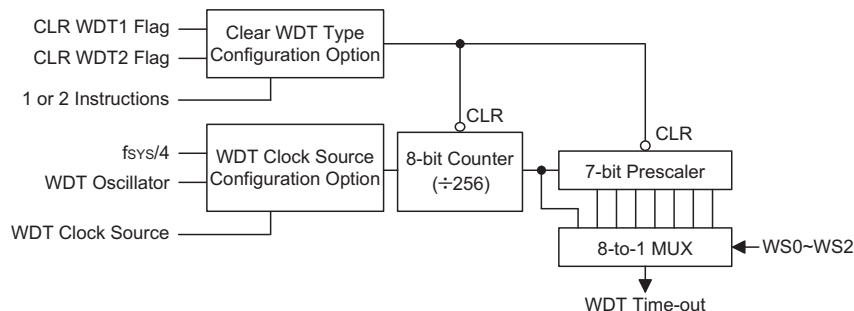 CLR WDT1 Flag
CLR WDT2 Flag
1 or 2 Instructions
Clear WDT Type
Configuration Option
CLR
CLR
fSYS/4
WDT Oscillator
WDT Clock Source
WDT Clock Source
Configuration Option
8-bit Counter
(÷256)
7-bit Prescaler
8-to-1 MUX
WS0~WS2
WDT Time-out